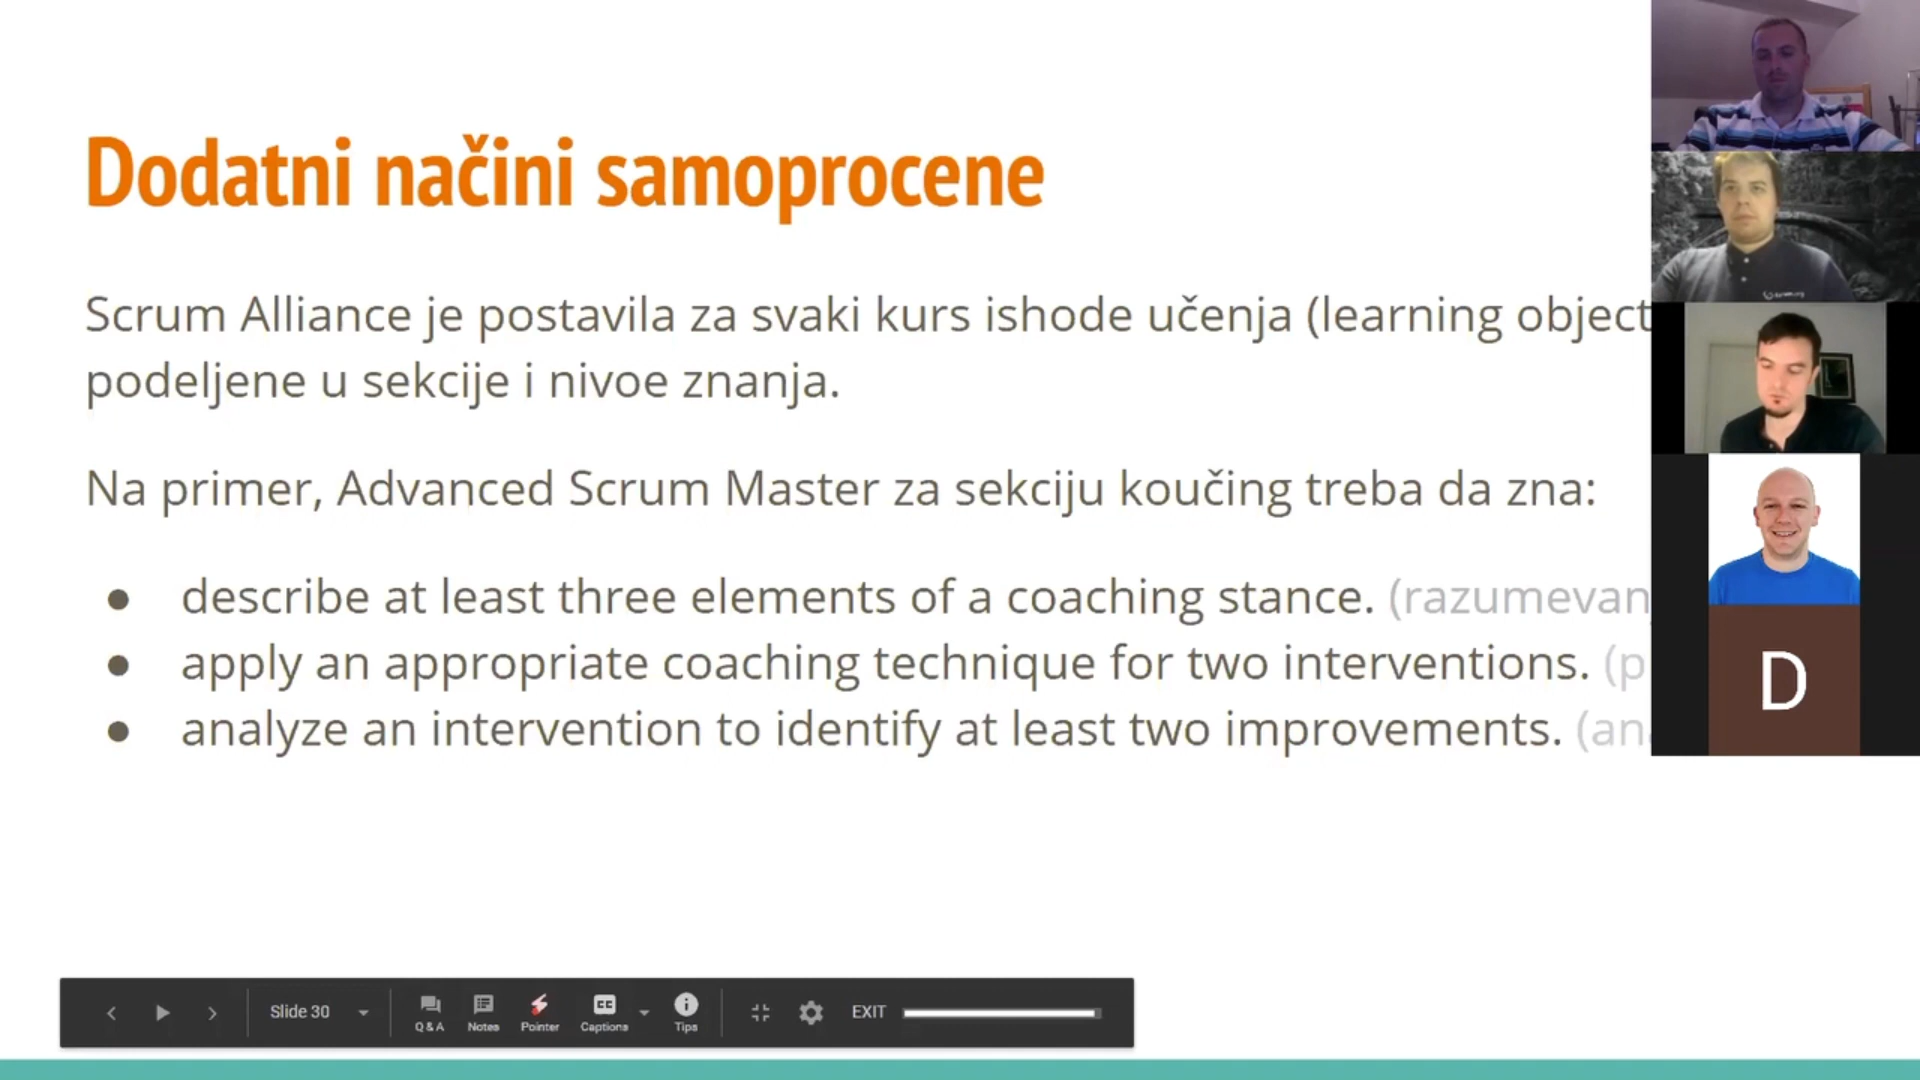 Dodatni načini samoprocene
Scrum Alliance je postavila za svaki kurs ishode učenja (learning object
podeljene u sekcije i nivoe znanja.
Na primer, Advanced Scrum Master za sekciju koučing treba da zna:
● describe at least three elements of a coaching stance. (razumevan
● apply an appropriate coaching technique for two interventions. (p
● analyze an intervention to identify at least two improvements. (ana
D
Slide 30
Q & A
Notes
Pointer
CC
Captions
Tips
EXIT